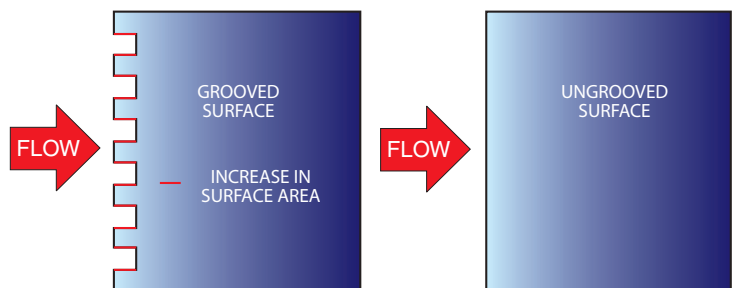 FLOW
GROOVED
SURFACE
INCREASE IN
SURFACE AREA
FLOW
UNGROOVED
SURFACE